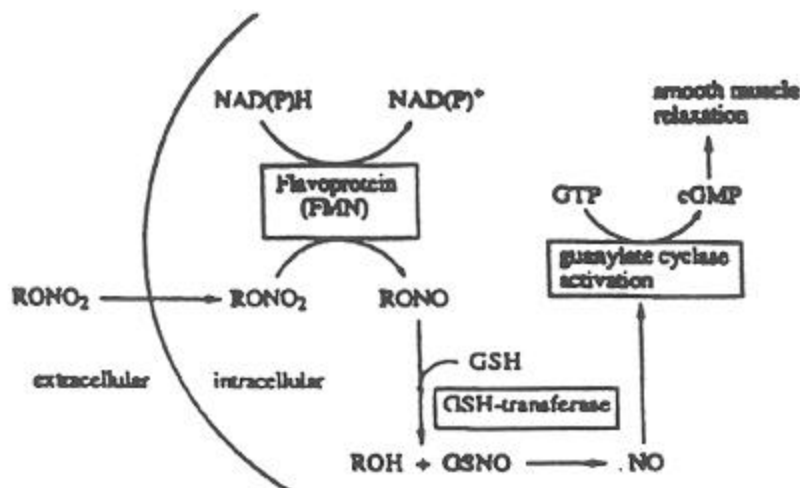 NAD(P)H NAD(P)⁺
smooth muscle
relaxation
Flavoprotein
(FMN)
GTP cGMP
guanylate cyclase
activation
RONO₂ RONO₂ RONO
extracellular intracellular
GSH
GSH-transferase
ROH + GSNO .NO